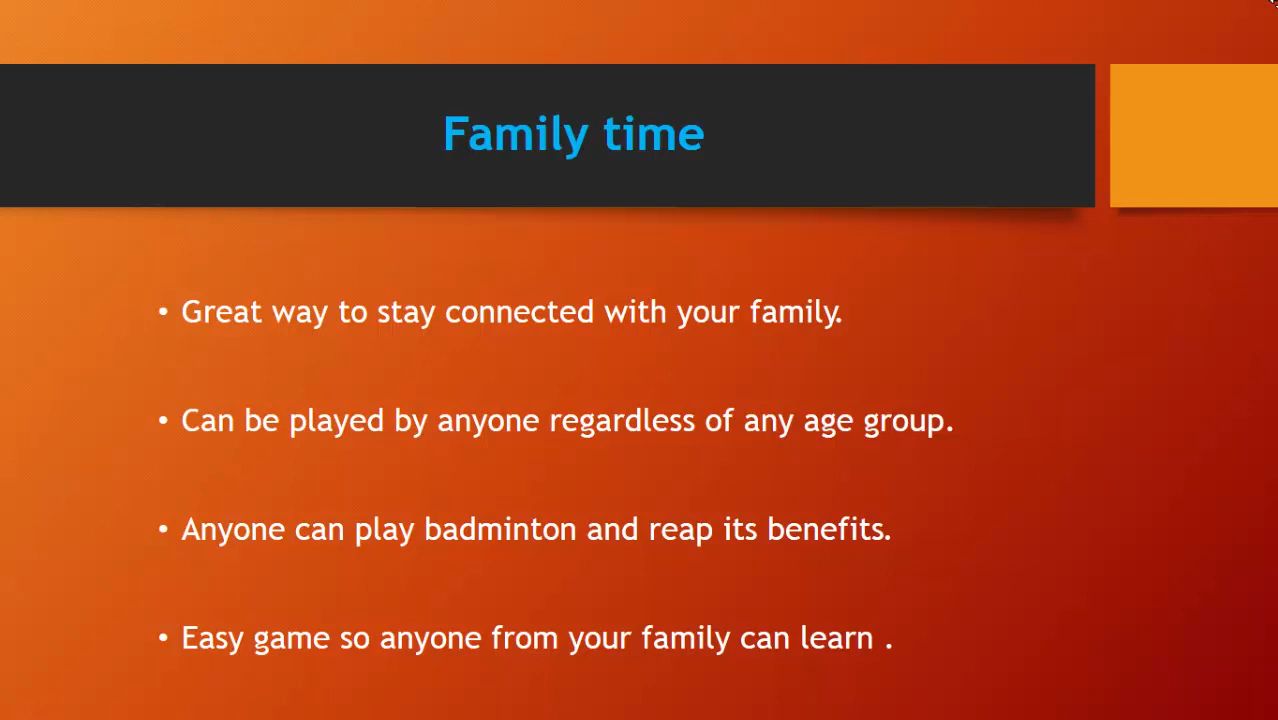 Family time
• Great way to stay connected with your family.
• Can be played by anyone regardless of any age group.
• Anyone can play badminton and reap its benefits.
• Easy game so anyone from your family can learn .